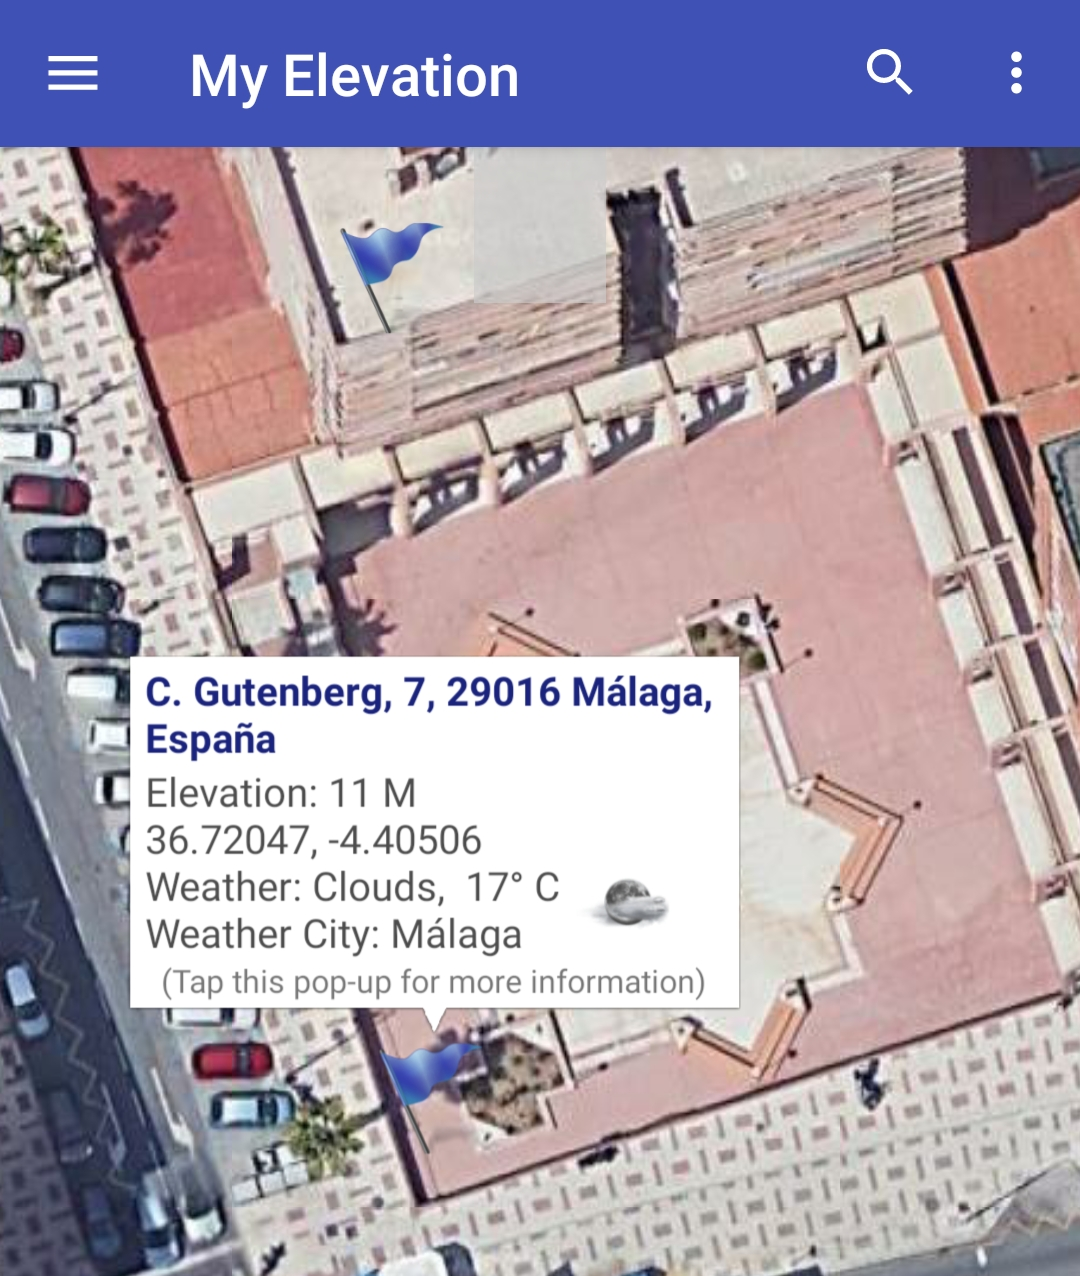 My Elevation
C. Gutenberg, 7, 29016 Málaga,
España
Elevation: 11 M
36.72047, -4.40506
Weather: Clouds,  17° C
Weather City: Málaga
(Tap this pop-up for more information)